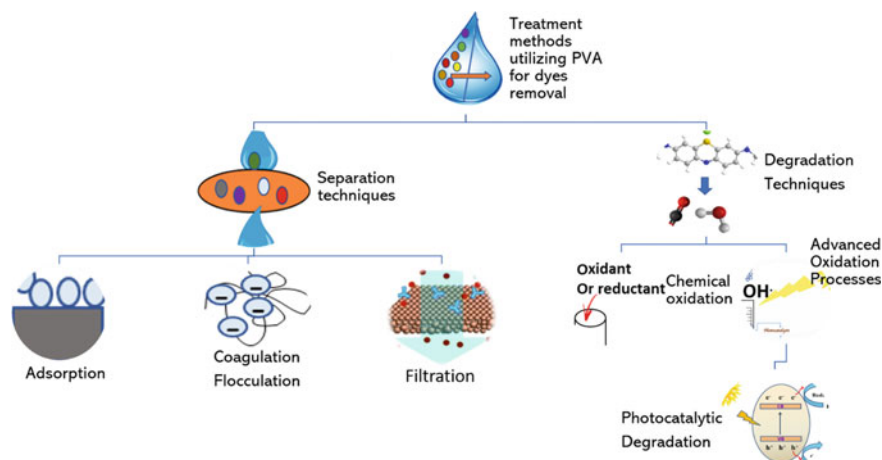 Treatment
methods
utilizing PVA
for dyes
removal
Separation
techniques
Degradation
Techniques
Adsorption
Coagulation
Flocculation
Filtration
Oxidant
Or reductant
Chemical
oxidation
Advanced
Oxidation
Processes
OH·
Photocatalytic
Degradation
e⁻ e⁻ e⁻
h⁺ h⁺ h⁺